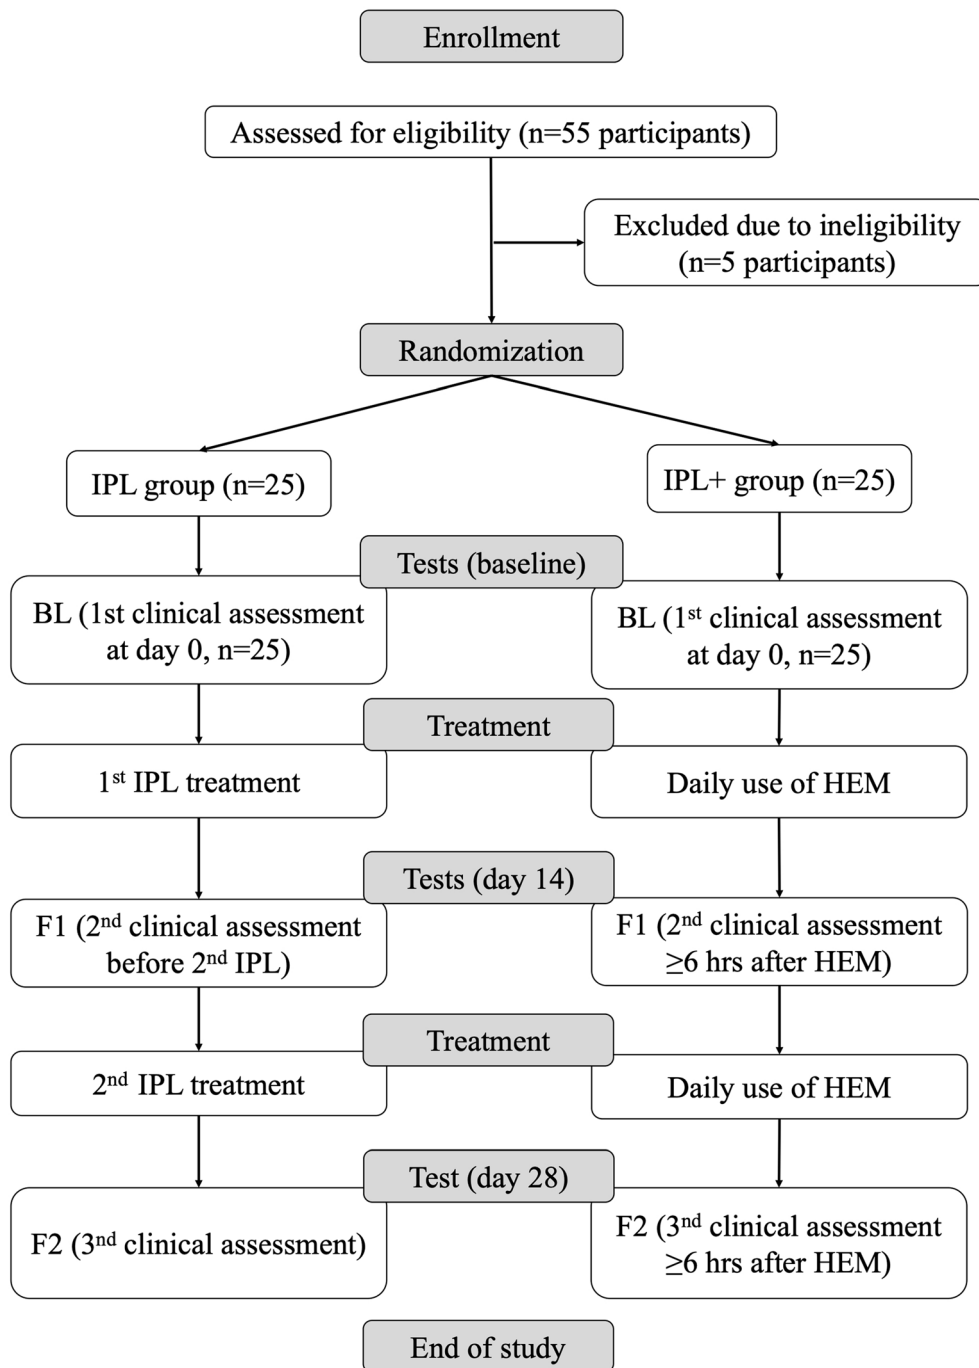 Enrollment
Assessed for eligibility (n=55 participants)
Excluded due to ineligibility
(n=5 participants)
Randomization
IPL group (n=25)
IPL+ group (n=25)
Tests (baseline)
BL (1st clinical assessment
at day 0, n=25)
BL (1st clinical assessment
at day 0, n=25)
Treatment
1st IPL treatment
Daily use of HEM
Tests (day 14)
F1 (2nd clinical assessment
before 2nd IPL)
F1 (2nd clinical assessment
≥6 hrs after HEM)
Treatment
2nd IPL treatment
Daily use of HEM
Test (day 28)
F2 (3nd clinical assessment)
F2 (3nd clinical assessment
≥6 hrs after HEM)
End of study